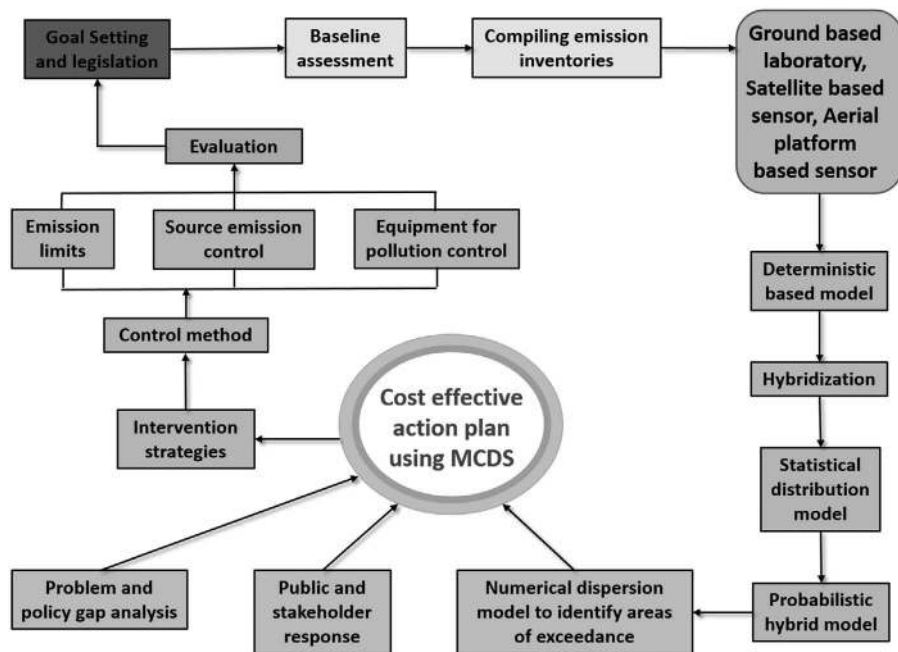 Goal Setting
and legislation
Baseline
assessment
Compiling emission
inventories
Ground based
laboratory,
Satellite based
sensor, Aerial
platform
based sensor
Evaluation
Emission
limits
Source emission
control
Equipment for
pollution control
Deterministic
based model
Control method
Hybridization
Cost effective
action plan
using MCDS
Intervention
strategies
Statistical
distribution
model
Problem and
policy gap analysis
Public and
stakeholder
response
Numerical dispersion
model to identify areas
of exceedance
Probabilistic
hybrid model